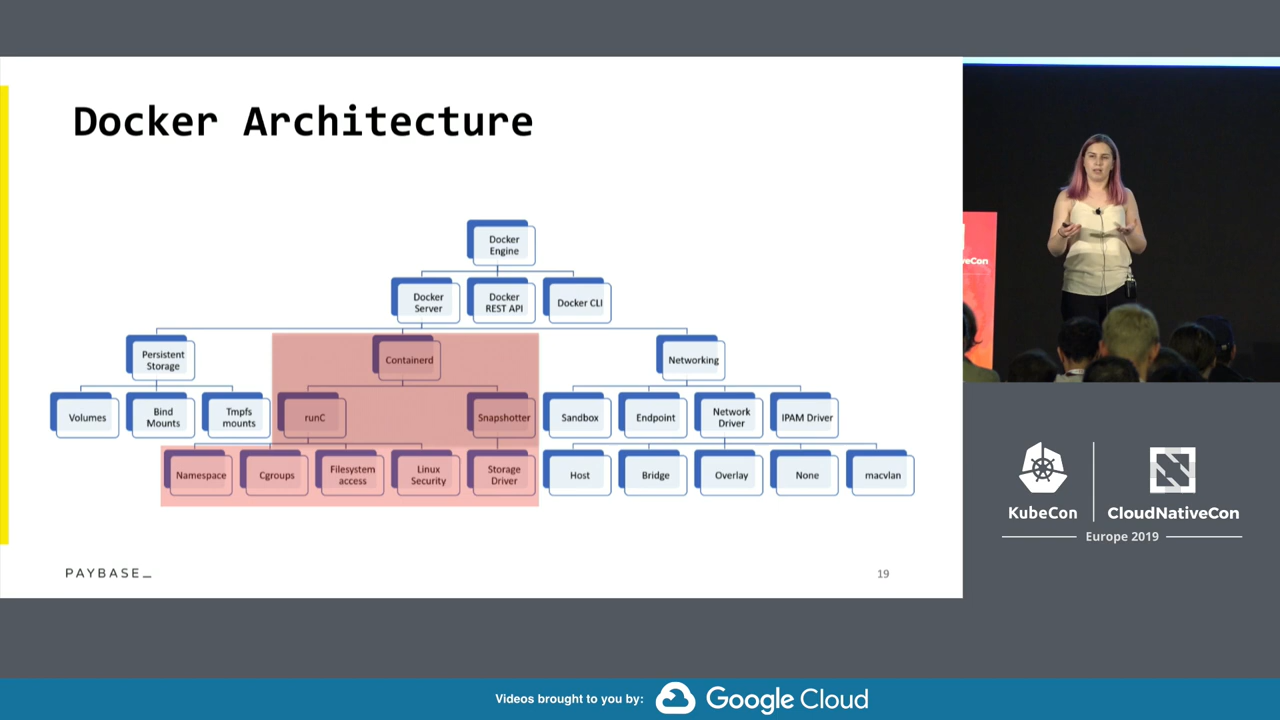 Docker Architecture
Docker
Engine
Docker
Server
Docker
REST API
Docker CLI
Persistent
Storage
Containerd
Networking
Volumes
Bind
Mounts
Tmpfs
mounts
runC
Snapshotter
Sandbox
Endpoint
Network
Driver
IPAM Driver
Namespace
Cgroups
Filesystem
access
Linux
Security
Storage
Driver
Host
Bridge
Overlay
None
macvlan
PAYBASE_
19
veCon
KubeCon
CloudNativeCon
Europe 2019
Videos brought to you by:
Google Cloud